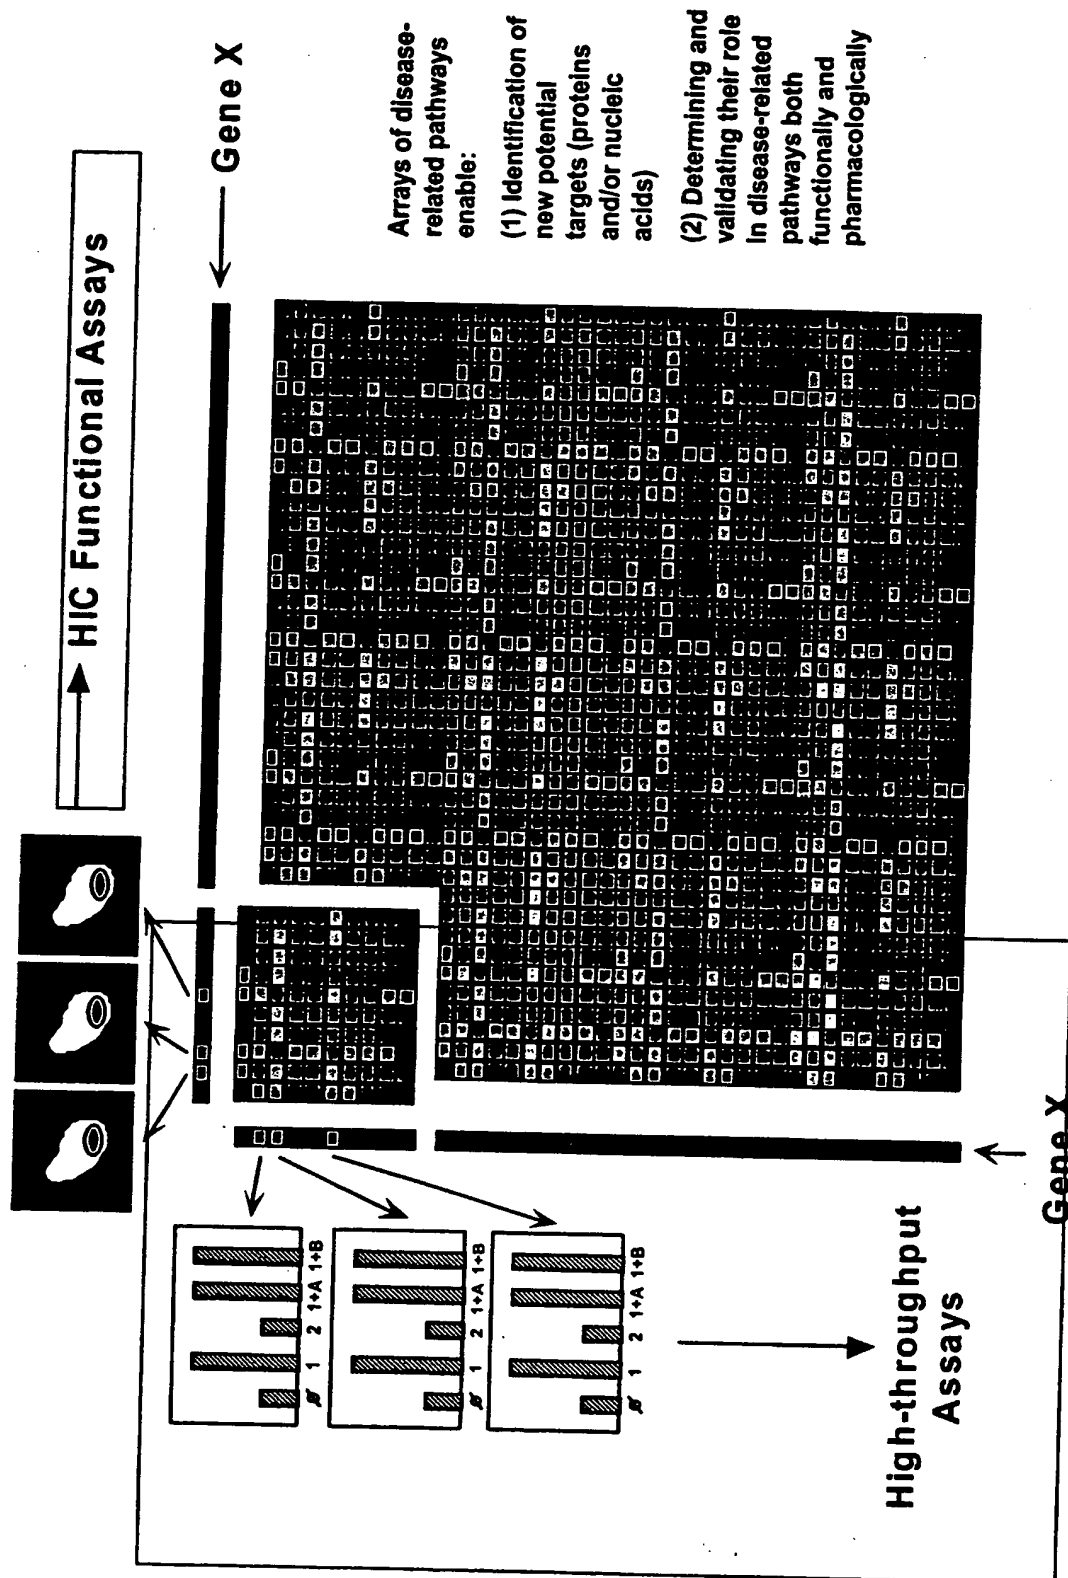 HIC Functional Assays
Gene X
Arrays of disease-
related pathways
enable:
(1) Identification of
new potential
targets (proteins
and/or nucleic
acids)
(2) Determining and
validating their role
in disease-related
pathways both
functionally and
pharmacologically
ø 1 2 1+A 1+B
ø 1 2 1+A 1+B
ø 1 2 1+A 1+B
High-throughput
Assays
Gene X